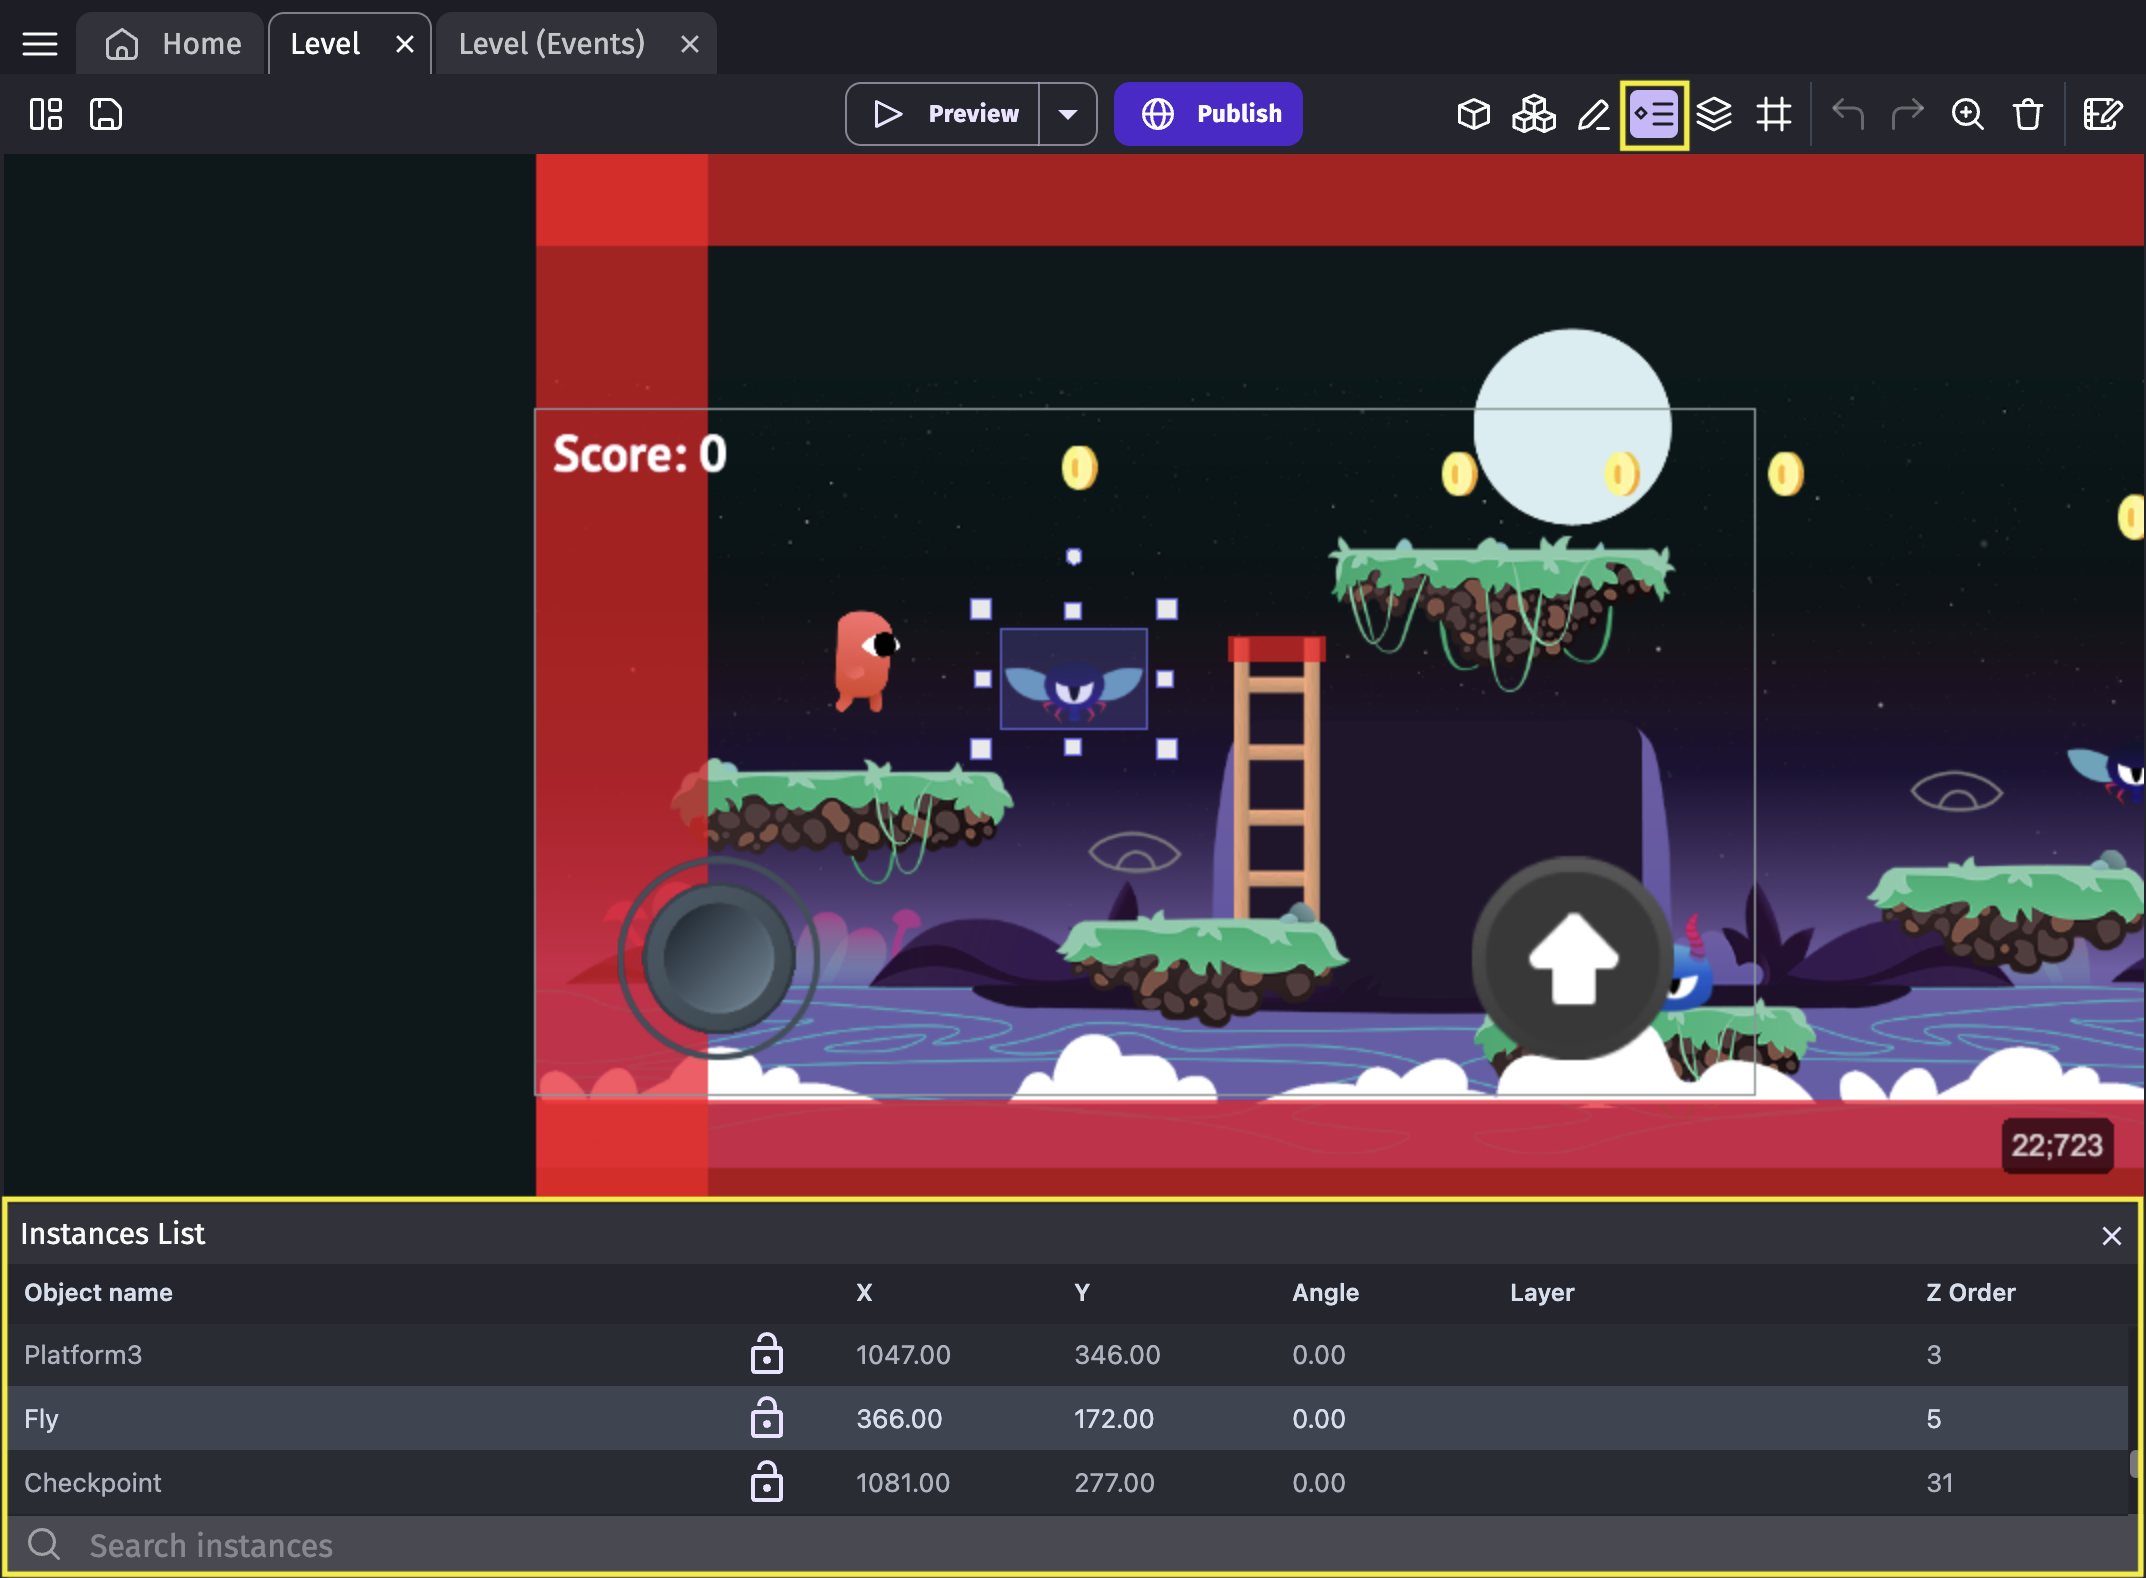 Home Level Level (Events)
Preview Publish
Score: 0
22;723
Instances List
Object name X Y Angle Layer Z Order
Platform3 1047.00 346.00 0.00 3
Fly 366.00 172.00 0.00 5
Checkpoint 1081.00 277.00 0.00 31
Search instances